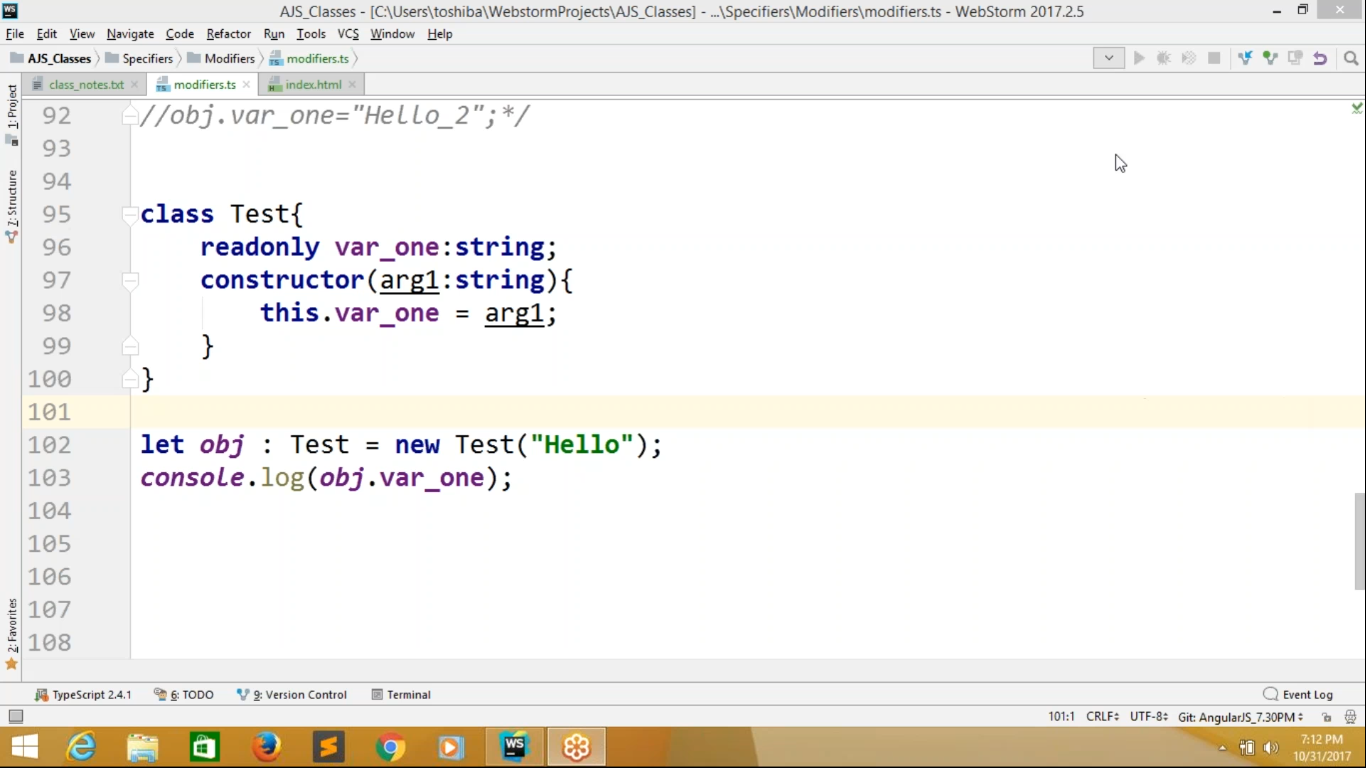 AJS_Classes - [C:\Users\toshiba\WebstormProjects\AJS_Classes] - ...\Specifiers\Modifiers\modifiers.ts - WebStorm 2017.2.5
File Edit View Navigate Code Refactor Run Tools VCS Window Help
AJS_Classes Specifiers Modifiers modifiers.ts
class_notes.txt modifiers.ts index.html
1: Project
7: Structure
2: Favorites
92 //obj.var_one="Hello_2";*/
93
94
95 class Test{
96 readonly var_one:string;
97 constructor(arg1:string){
98 this.var_one = arg1;
99 }
100 }
101
102 let obj : Test = new Test("Hello");
103 console.log(obj.var_one);
104
105
106
107
108
TypeScript 2.4.1 6: TODO 9: Version Control Terminal Event Log
101:1 CRLF UTF-8 Git: AngularJS_7.30PM
7:12 PM
10/31/2017